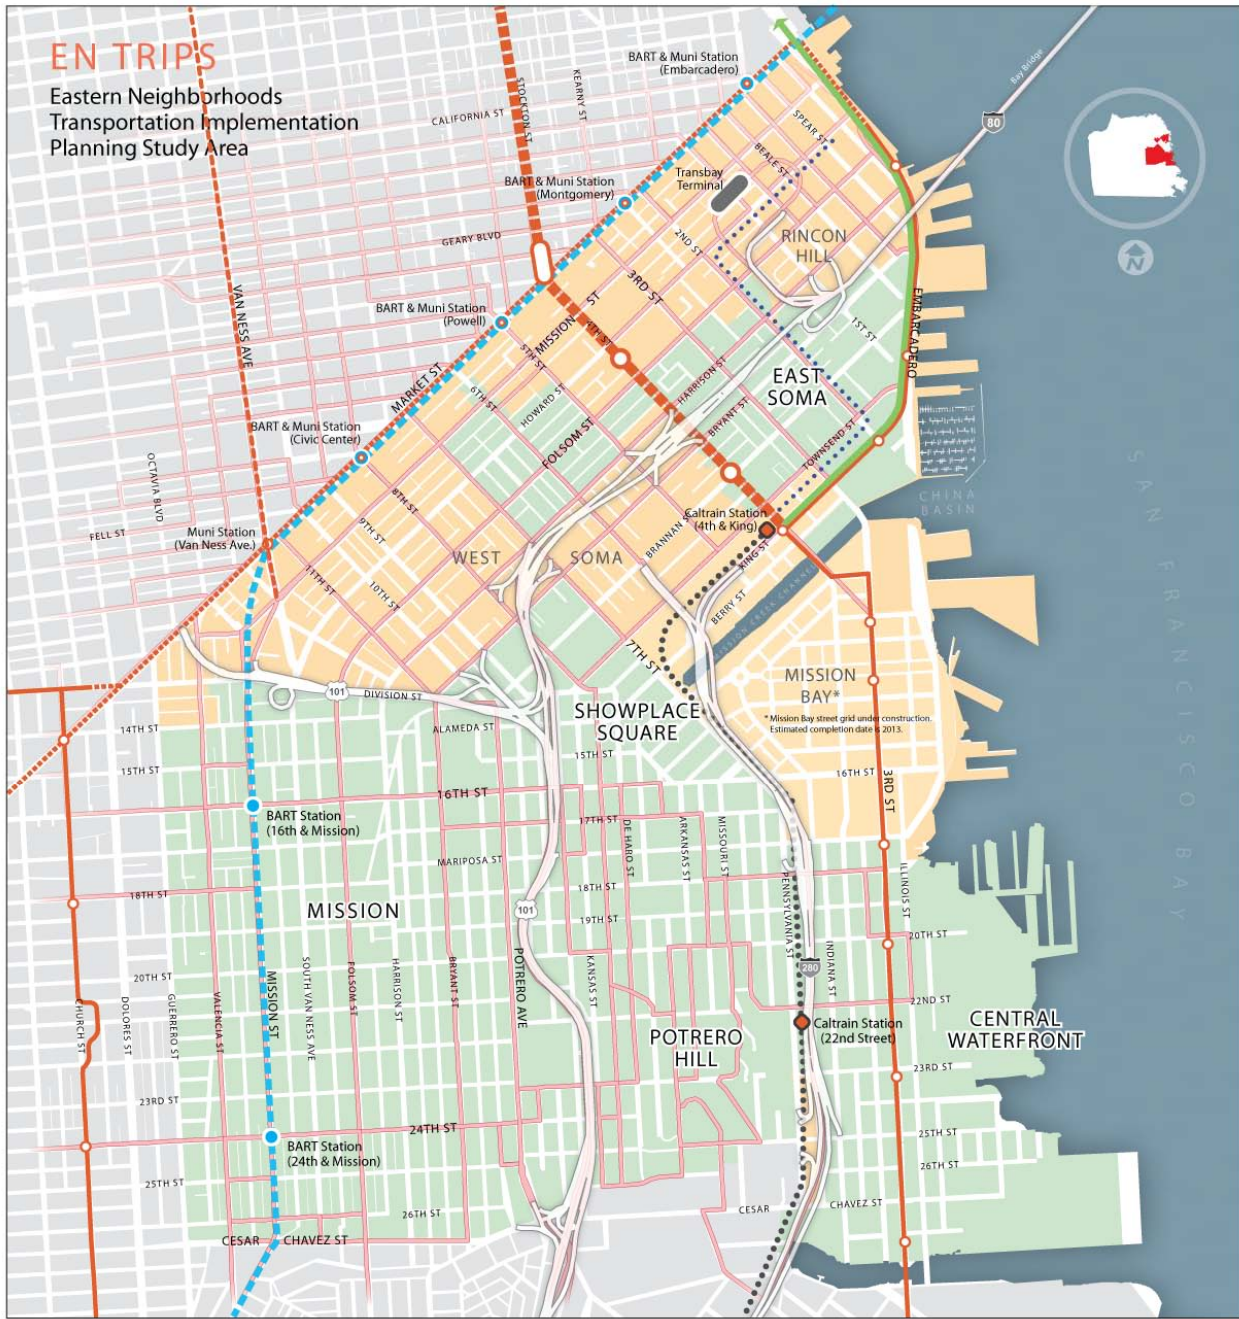 EN TRIPS
Eastern Neighborhoods
Transportation Implementation
Planning Study Area
BART & Muni Station
(Embarcadero)
Bay Bridge
80
KEARNY ST
STOCKTON ST
CALIFORNIA ST
SPEAR ST
BEALE ST
Transbay
Terminal
BART & Muni Station
(Montgomery)
GEARY BLVD
2ND ST
RINCON
HILL
N
VAN NESS AVE
3RD ST
BART & Muni Station
(Powell)
MISSION ST
4TH ST
1ST ST
EMBARCADERO
5TH ST
MARKET ST
6TH ST
HOWARD ST
HARRISON ST
EAST
SOMA
BRYANT ST
BART & Muni Station
(Civic Center)
FOLSOM ST
TOWNSEND ST
OCTAVIA BLVD
8TH ST
CHINA
BASIN
SAN FRANCISCO BAY
9TH ST
Caltrain Station
(4th & King)
FELL ST
Muni Station
(Van Ness Ave.)
BRANNAN ST
KING ST
WEST SOMA
11TH ST
10TH ST
BERRY ST
MISSION CREEK CHANNEL
7TH ST
MISSION
BAY*
* Mission Bay street grid under construction.
Estimated completion date is 2013.
101
DIVISION ST
SHOWPLACE
SQUARE
14TH ST
ALAMEDA ST
15TH ST
15TH ST
16TH ST
3RD ST
16TH ST
BART Station
(16th & Mission)
17TH ST
DE HARO ST
ARKANSAS ST
MISSOURI ST
MARIPOSA ST
18TH ST
18TH ST
PENNSYLVANIA ST
ILLINOIS ST
MISSION
101
19TH ST
20TH ST
20TH ST
280
INDIANA ST
CHURCH ST
DOLORES ST
GUERRERO ST
VALENCIA ST
MISSION ST
SOUTH VAN NESS AVE
FOLSOM ST
HARRISON ST
BRYANT ST
POTRERO AVE
KANSAS ST
22ND ST
Caltrain Station
(22nd Street)
CENTRAL
WATERFRONT
POTRERO
HILL
23RD ST
23RD ST
24TH ST
25TH ST
BART Station
(24th & Mission)
26TH ST
25TH ST
26TH ST
CESAR CHAVEZ ST
CESAR CHAVEZ ST